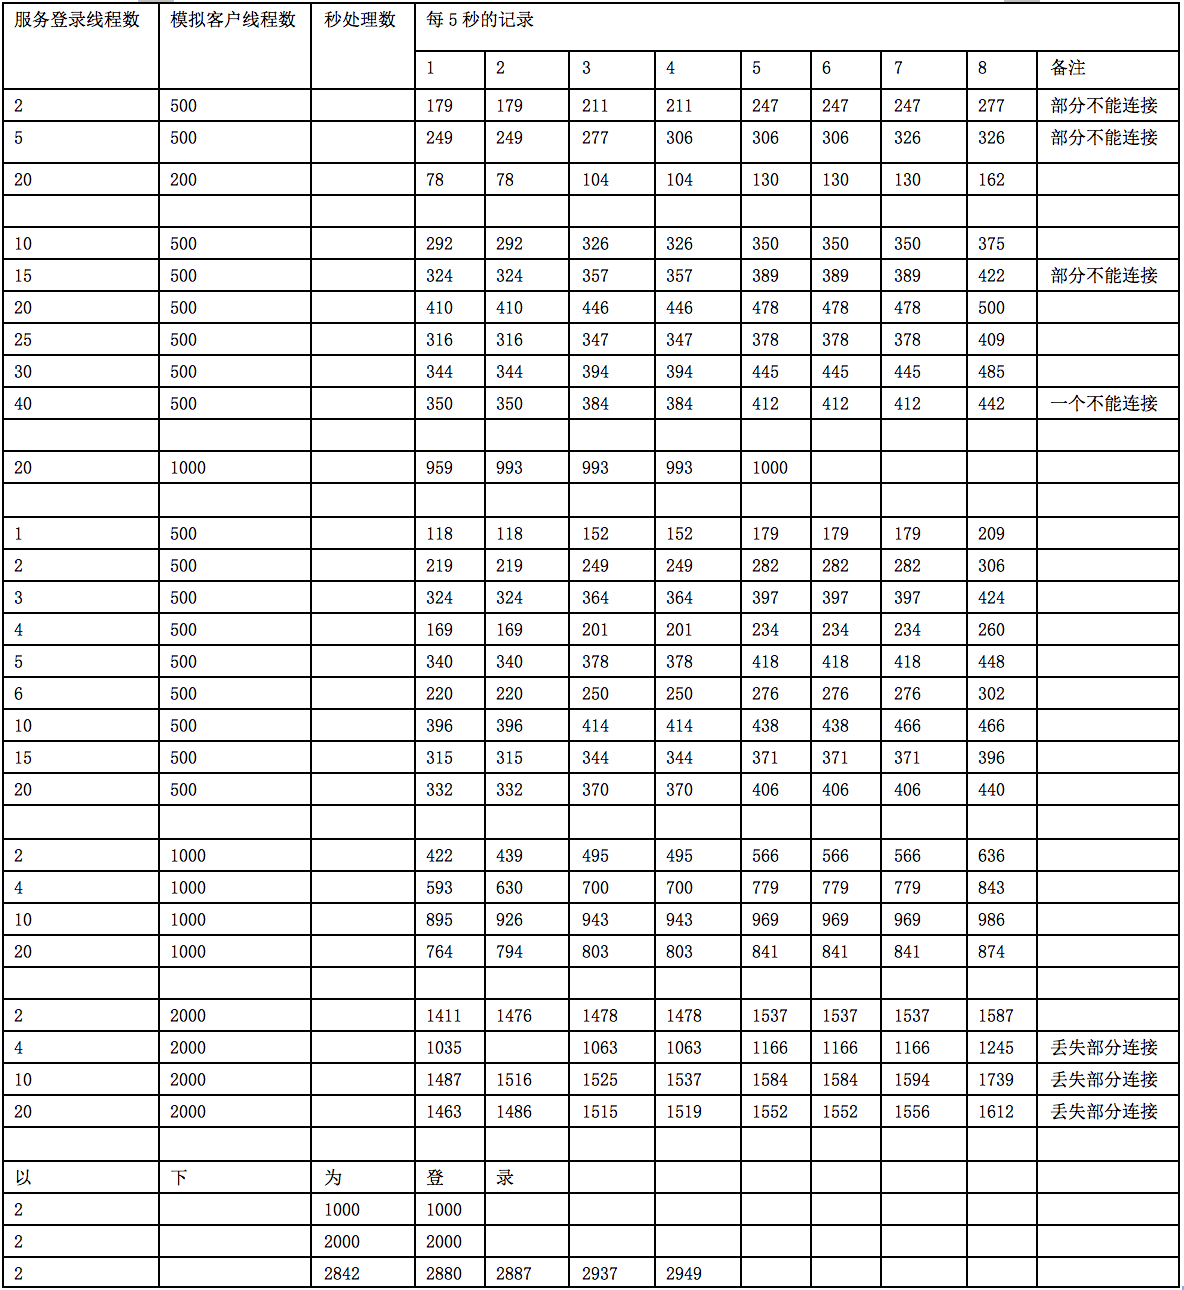 服务登录线程数 模拟客户线程数 秒处理数 每 5 秒的记录
1 2 3 4 5 6 7 8 备注
2 500 179 179 211 211 247 247 247 277 部分不能连接
5 500 249 249 277 306 306 306 326 326 部分不能连接
20 200 78 78 104 104 130 130 130 162
10 500 292 292 326 326 350 350 350 375
15 500 324 324 357 357 389 389 389 422 部分不能连接
20 500 410 410 446 446 478 478 478 500
25 500 316 316 347 347 378 378 378 409
30 500 344 344 394 394 445 445 445 485
40 500 350 350 384 384 412 412 412 442 一个不能连接
20 1000 959 993 993 993 1000
1 500 118 118 152 152 179 179 179 209
2 500 219 219 249 249 282 282 282 306
3 500 324 324 364 364 397 397 397 424
4 500 169 169 201 201 234 234 234 260
5 500 340 340 378 378 418 418 418 448
6 500 220 220 250 250 276 276 276 302
10 500 396 396 414 414 438 438 466 466
15 500 315 315 344 344 371 371 371 396
20 500 332 332 370 370 406 406 406 440
2 1000 422 439 495 495 566 566 566 636
4 1000 593 630 700 700 779 779 779 843
10 1000 895 926 943 943 969 969 969 986
20 1000 764 794 803 803 841 841 841 874
2 2000 1411 1476 1478 1478 1537 1537 1537 1587
4 2000 1035 1063 1063 1166 1166 1166 1245 丢失部分连接
10 2000 1487 1516 1525 1537 1584 1584 1594 1739 丢失部分连接
20 2000 1463 1486 1515 1519 1552 1552 1556 1612 丢失部分连接
以 下 为 登 录
2 1000 1000
2 2000 2000
2 2842 2880 2887 2937 2949